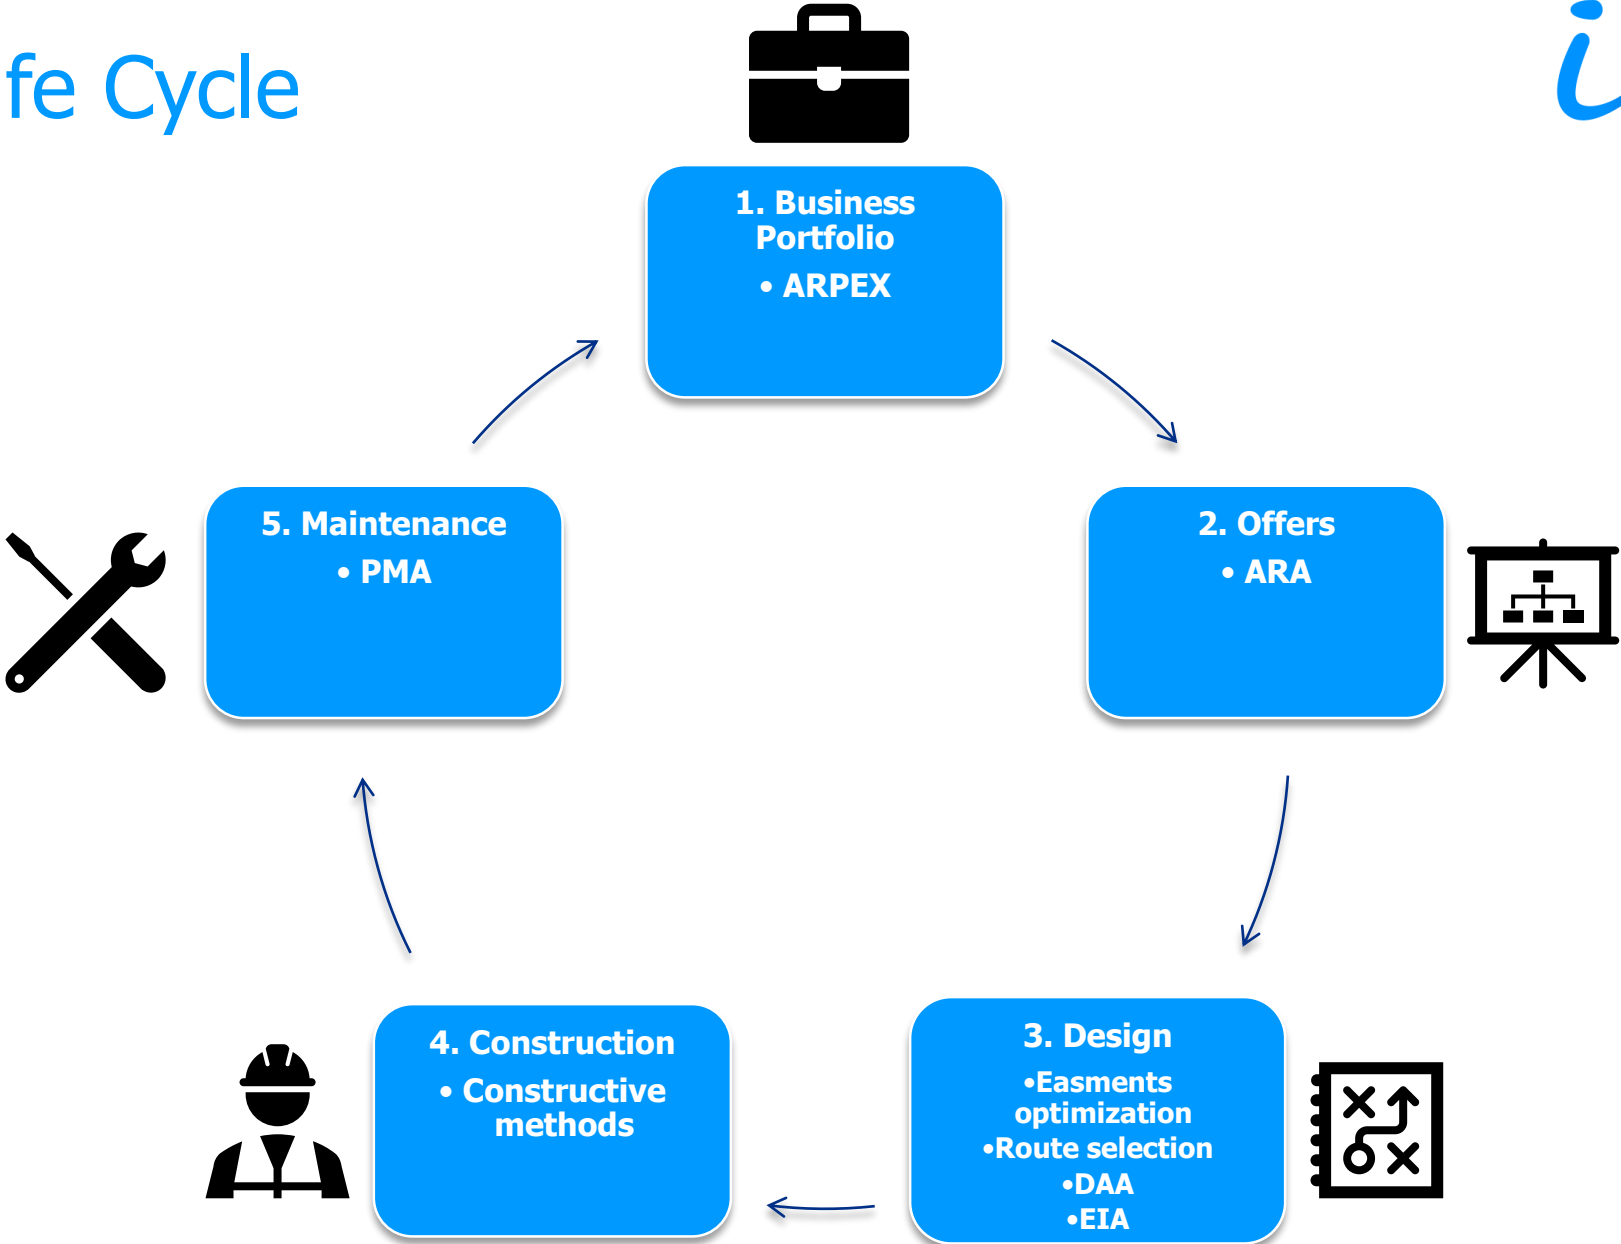 fe Cycle
i
1. Business
Portfolio
• ARPEX
5. Maintenance
• PMA
2. Offers
• ARA
4. Construction
• Constructive
methods
3. Design
•Easments
optimization
•Route selection
•DAA
•EIA